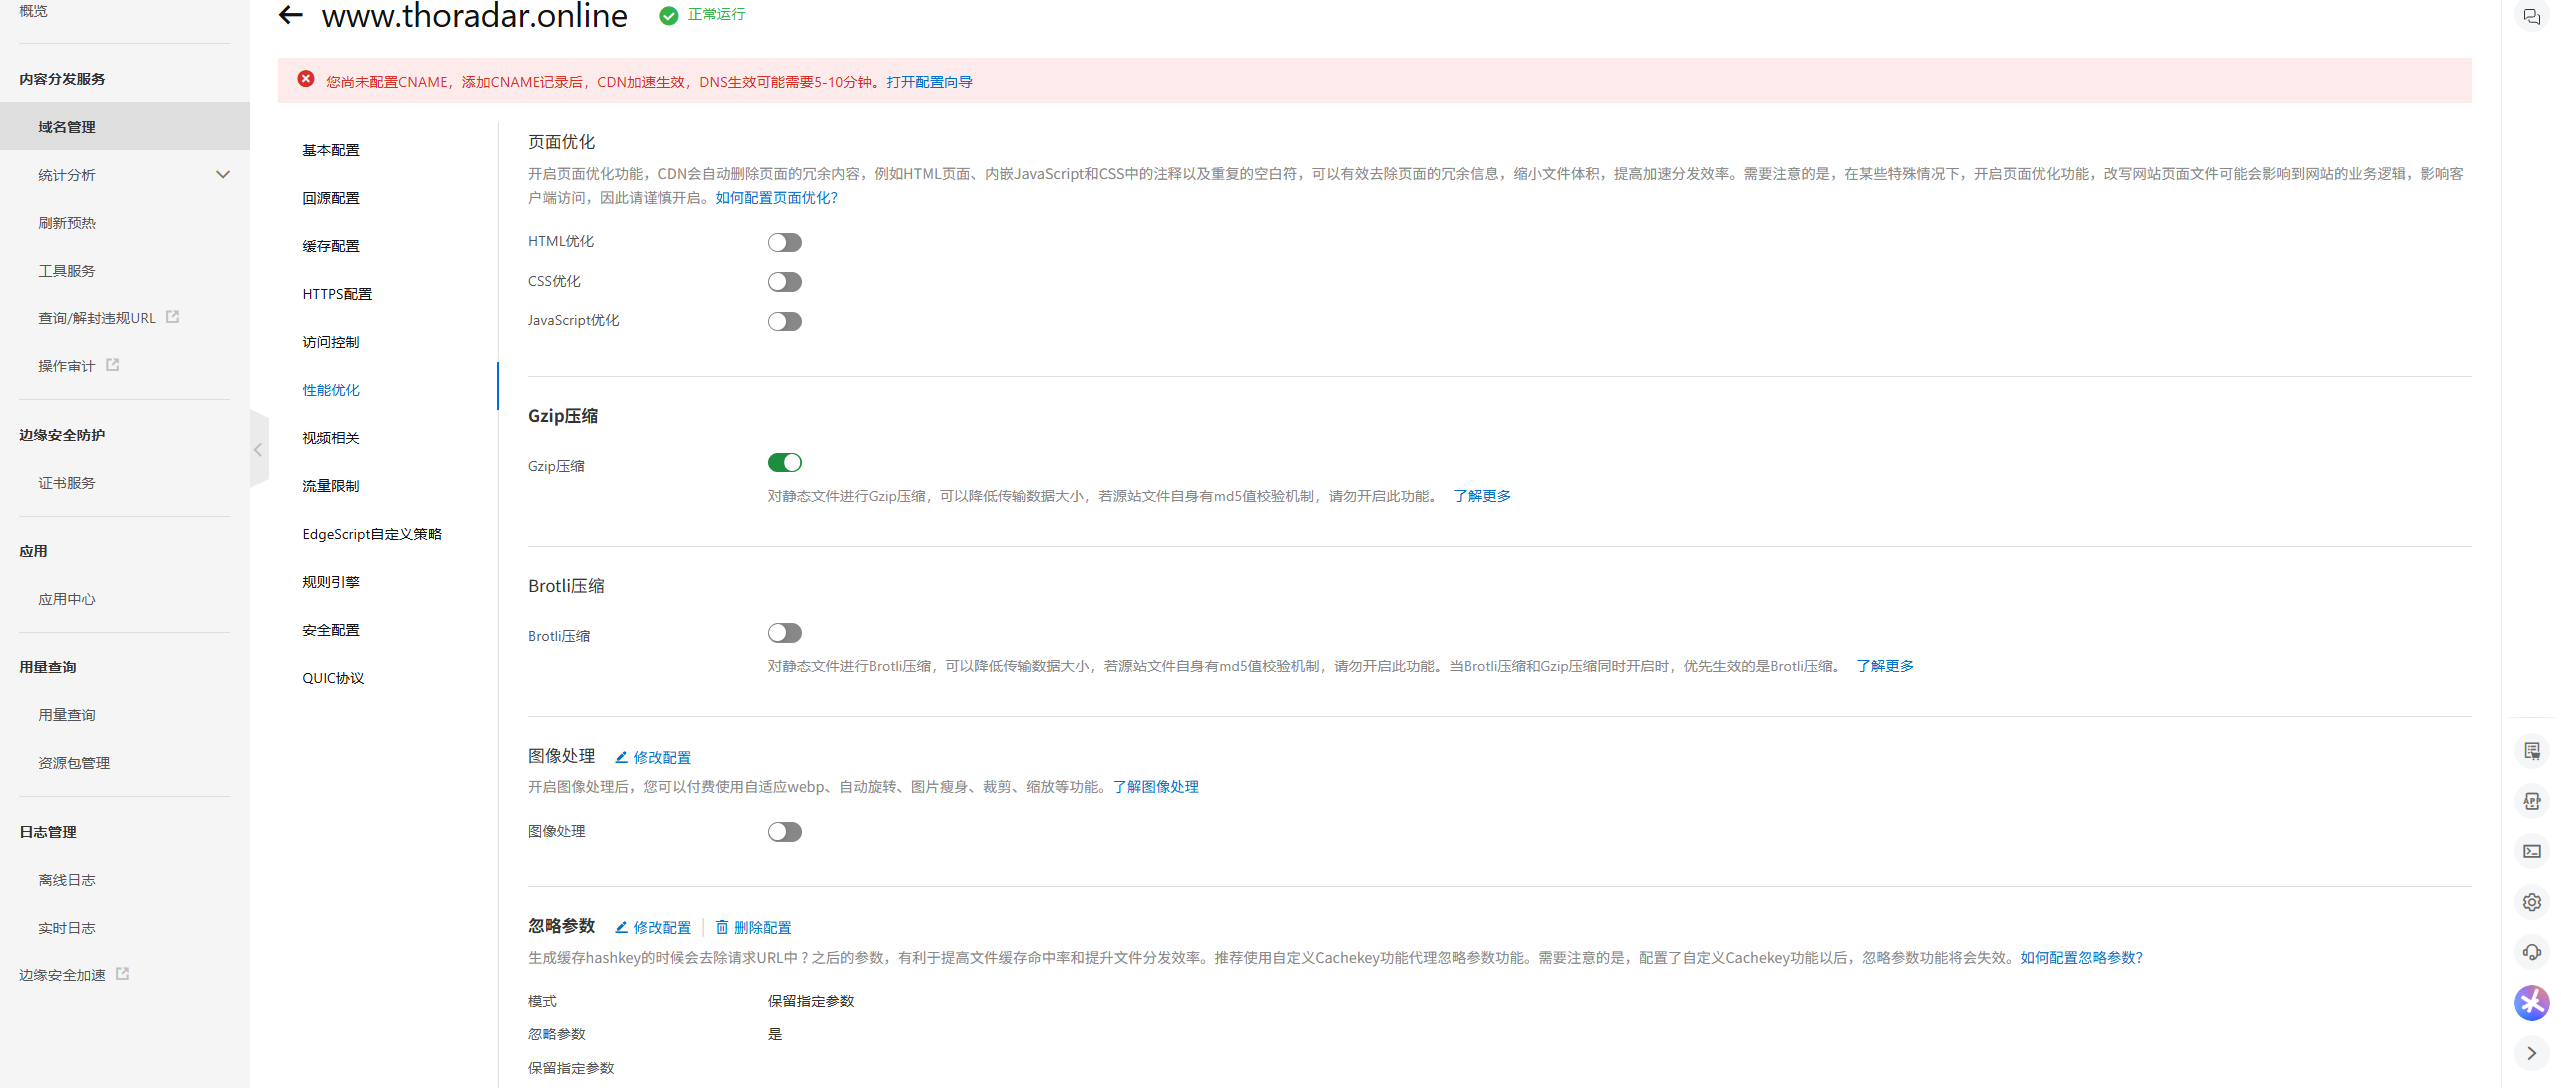 概览
内容分发服务
域名管理
统计分析
刷新预热
工具服务
查询/解封违规URL
操作审计
边缘安全防护
证书服务
应用
应用中心
用量查询
用量查询
资源包管理
日志管理
离线日志
实时日志
边缘安全加速
www.thoradar.online 正常运行
您尚未配置CNAME，添加CNAME记录后，CDN加速生效，DNS生效可能需要5-10分钟。打开配置向导
基本配置
回源配置
缓存配置
HTTPS配置
访问控制
性能优化
视频相关
流量限制
EdgeScript自定义策略
规则引擎
安全配置
QUIC协议
页面优化
开启页面优化功能，CDN会自动删除页面的冗余内容，例如HTML页面、内嵌JavaScript和CSS中的注释以及重复的空白符，可以有效去除页面的冗余信息，缩小文件体积，提高加速分发效率。需要注意的是，在某些特殊情况下，开启页面优化功能，改写网站页面文件可能会影响到网站的业务逻辑，影响客
户端访问，因此请谨慎开启。如何配置页面优化？
HTML优化
CSS优化
JavaScript优化
Gzip压缩
Gzip压缩
对静态文件进行Gzip压缩，可以降低传输数据大小，若源站文件自身有md5值校验机制，请勿开启此功能。 了解更多
Brotli压缩
Brotli压缩
对静态文件进行Brotli压缩，可以降低传输数据大小，若源站文件自身有md5值校验机制，请勿开启此功能。当Brotli压缩和Gzip压缩同时开启时，优先生效的是Brotli压缩。 了解更多
图像处理 修改配置
开启图像处理后，您可以付费使用自适应webp、自动旋转、图片瘦身、裁剪、缩放等功能。了解图像处理
图像处理
忽略参数 修改配置 删除配置
生成缓存hashkey的时候会去除请求URL中 ? 之后的参数，有利于提高文件缓存命中率和提升文件分发效率。推荐使用自定义Cachekey功能代理忽略参数功能。需要注意的是，配置了自定义Cachekey功能以后，忽略参数功能将会失效。如何配置忽略参数？
模式 保留指定参数
忽略参数 是
保留指定参数
APP